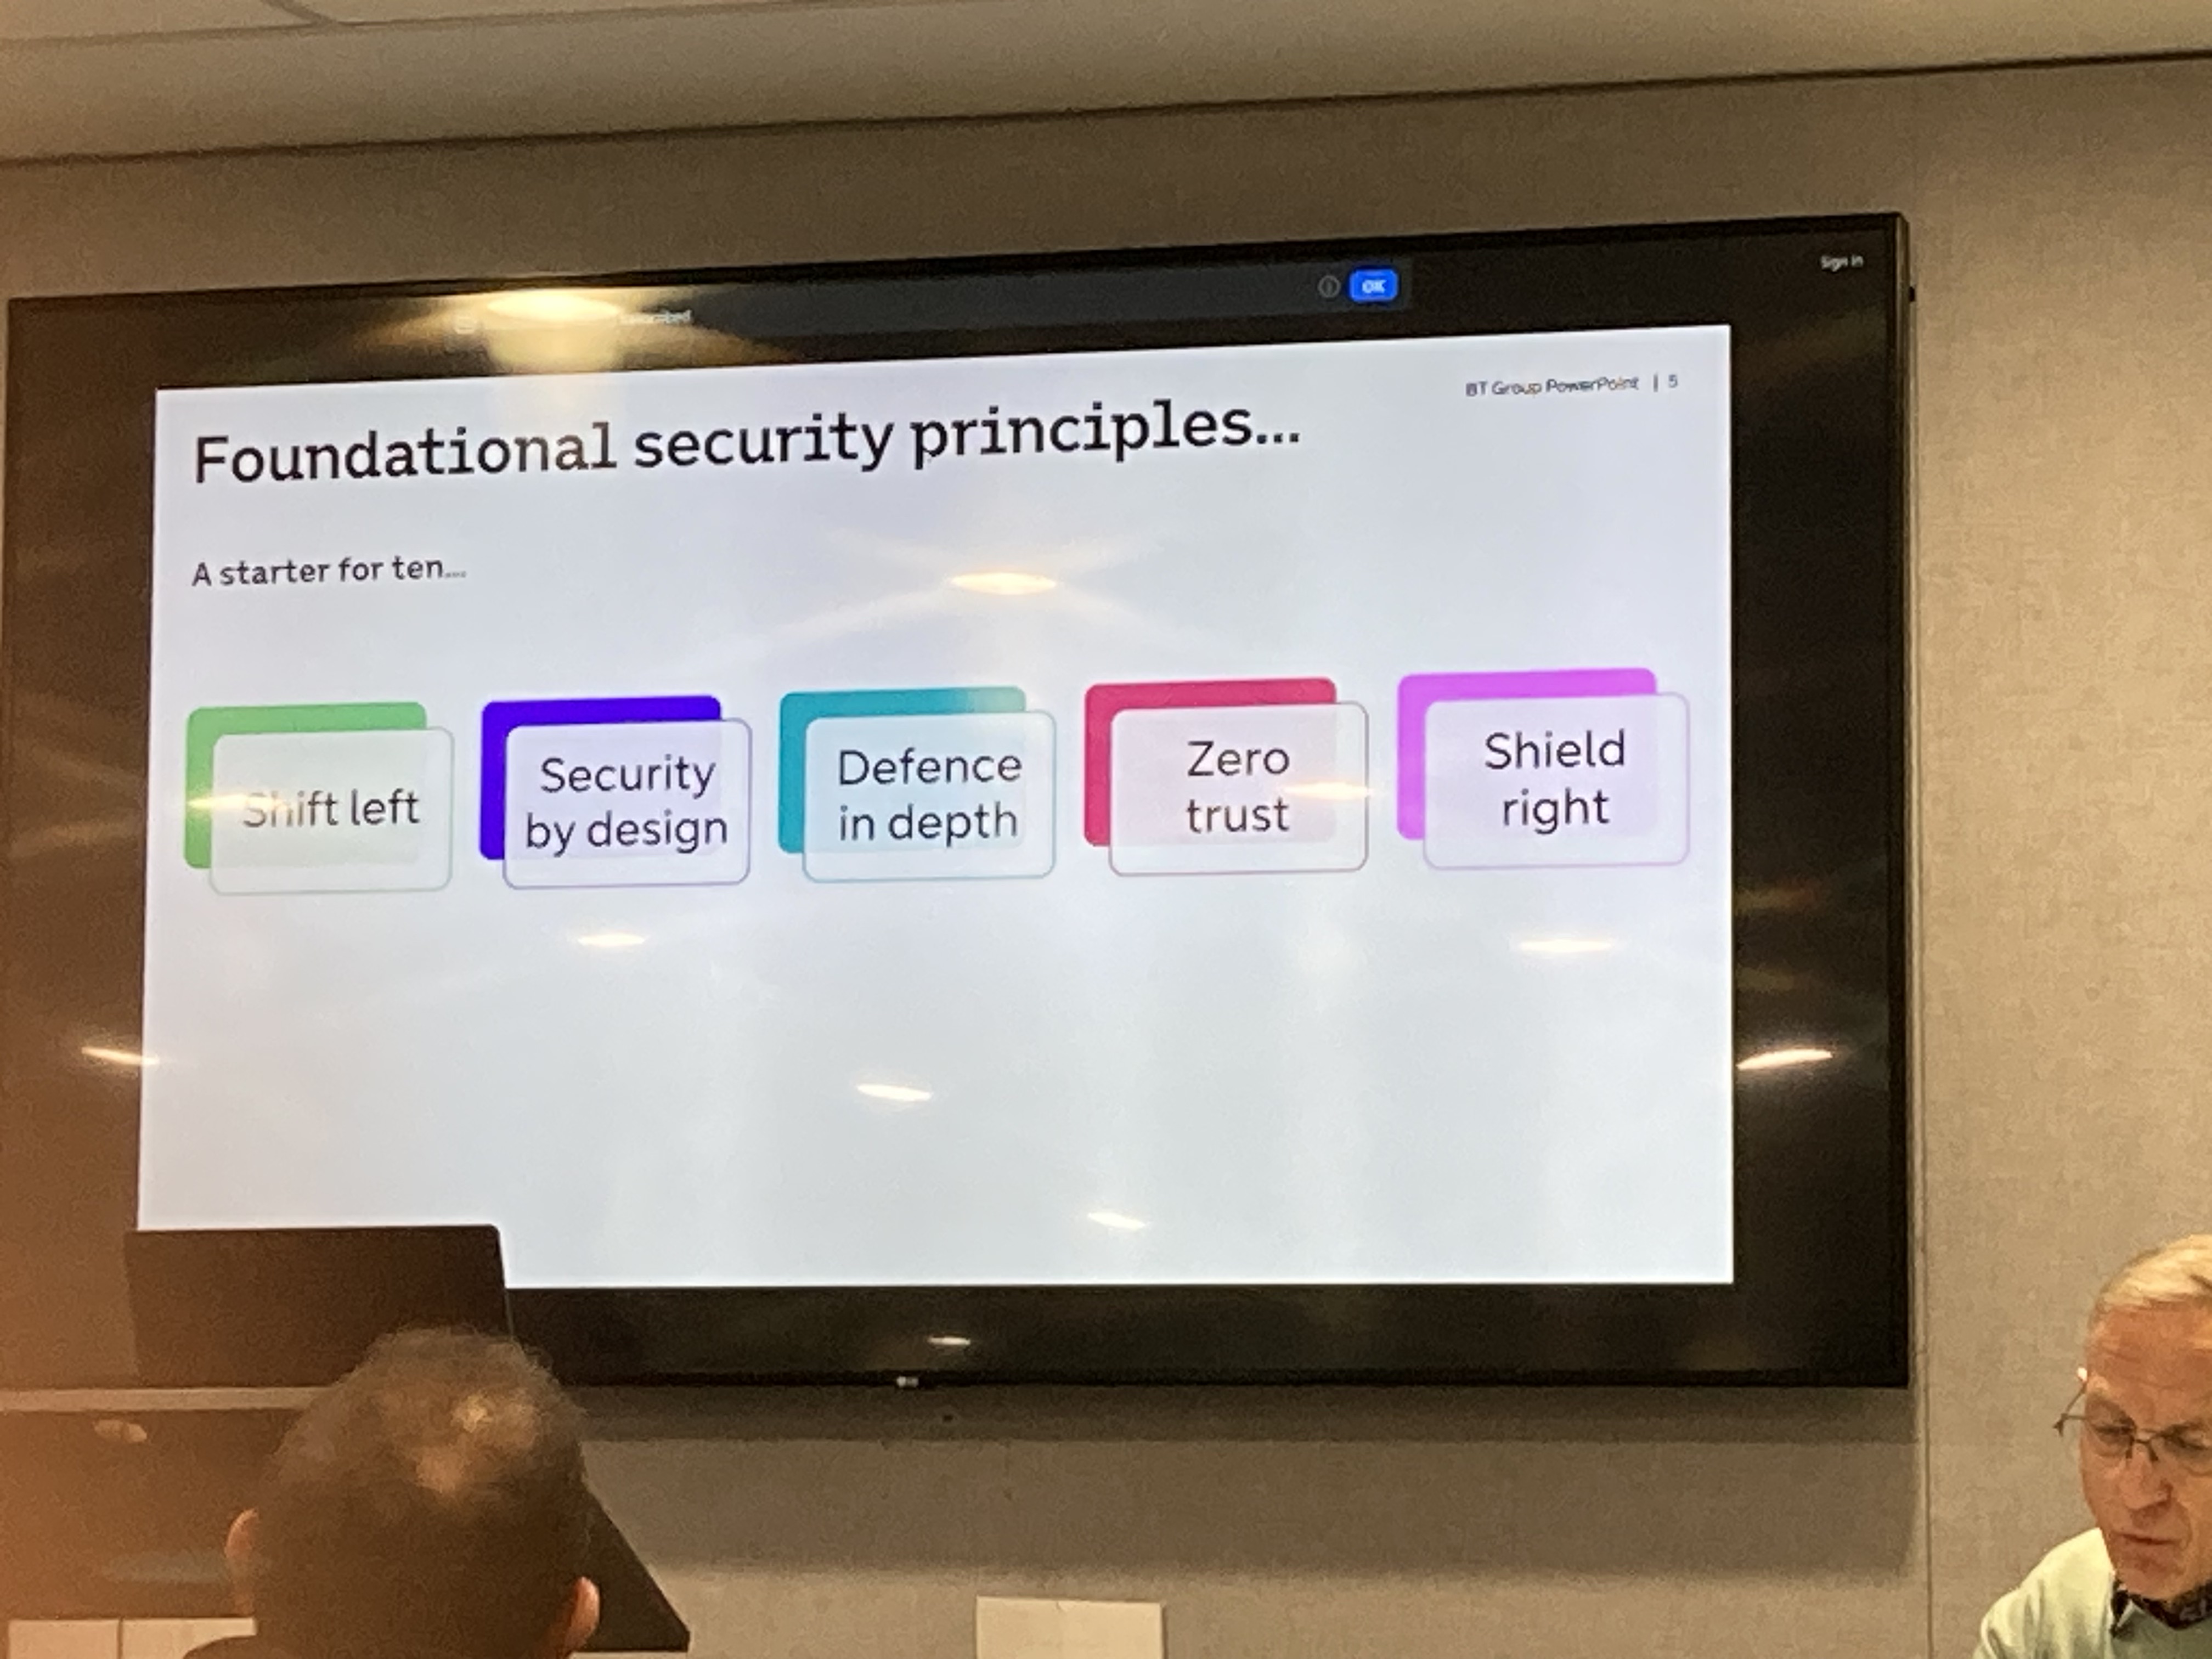 OK
Sign in
BT Group PowerPoint | 5
Foundational security principles...
A starter for ten....
Shift left
Security
by design
Defence
in depth
Zero
trust
Shield
right